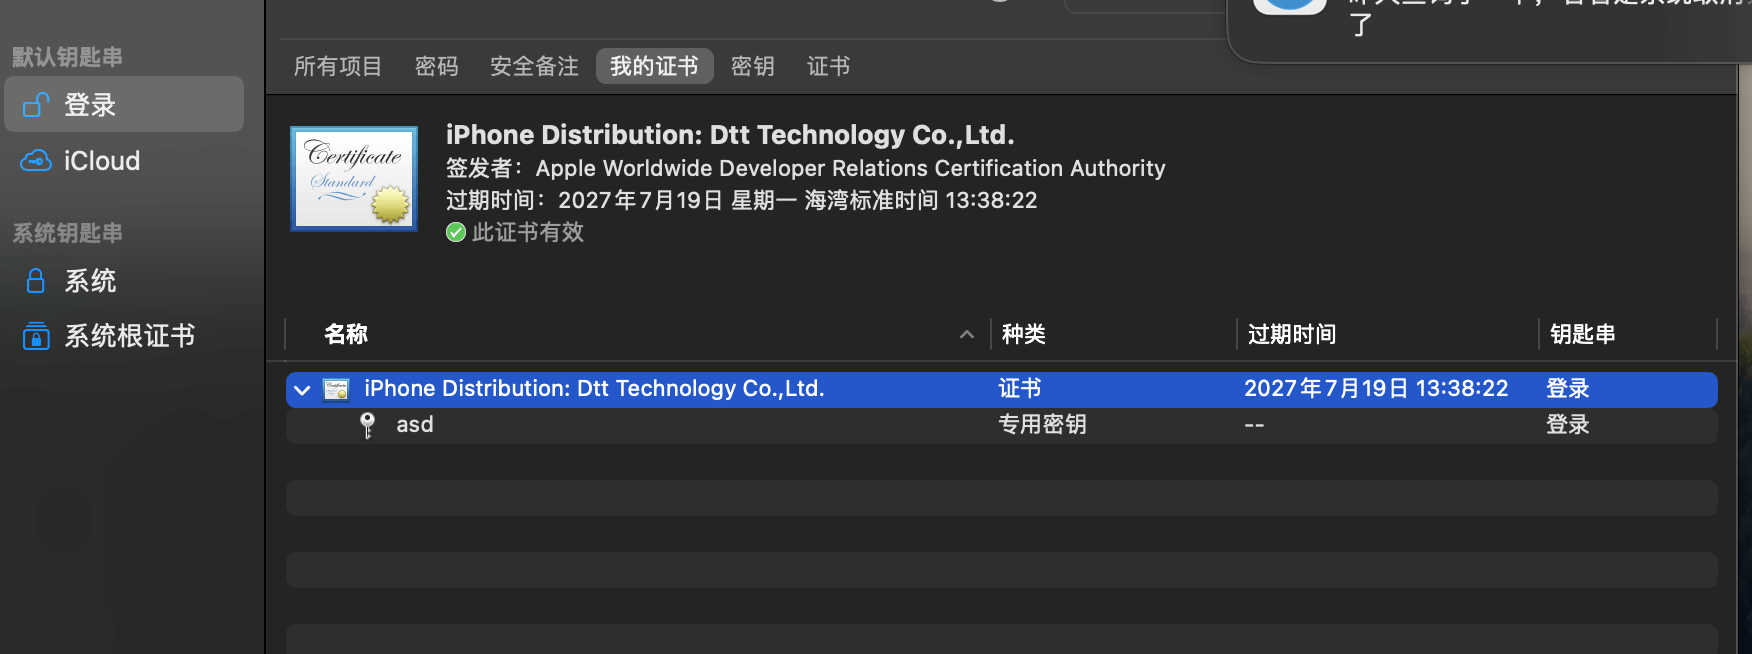 默认钥匙串
登录
iCloud
系统钥匙串
系统
系统根证书
了
所有项目 密码 安全备注 我的证书 密钥 证书
Certificate
Standard
iPhone Distribution: Dtt Technology Co.,Ltd.
签发者：Apple Worldwide Developer Relations Certification Authority
过期时间：2027年7月19日 星期一 海湾标准时间 13:38:22
此证书有效
名称 种类 过期时间 钥匙串
iPhone Distribution: Dtt Technology Co.,Ltd. 证书 2027年7月19日 13:38:22 登录
asd 专用密钥 -- 登录